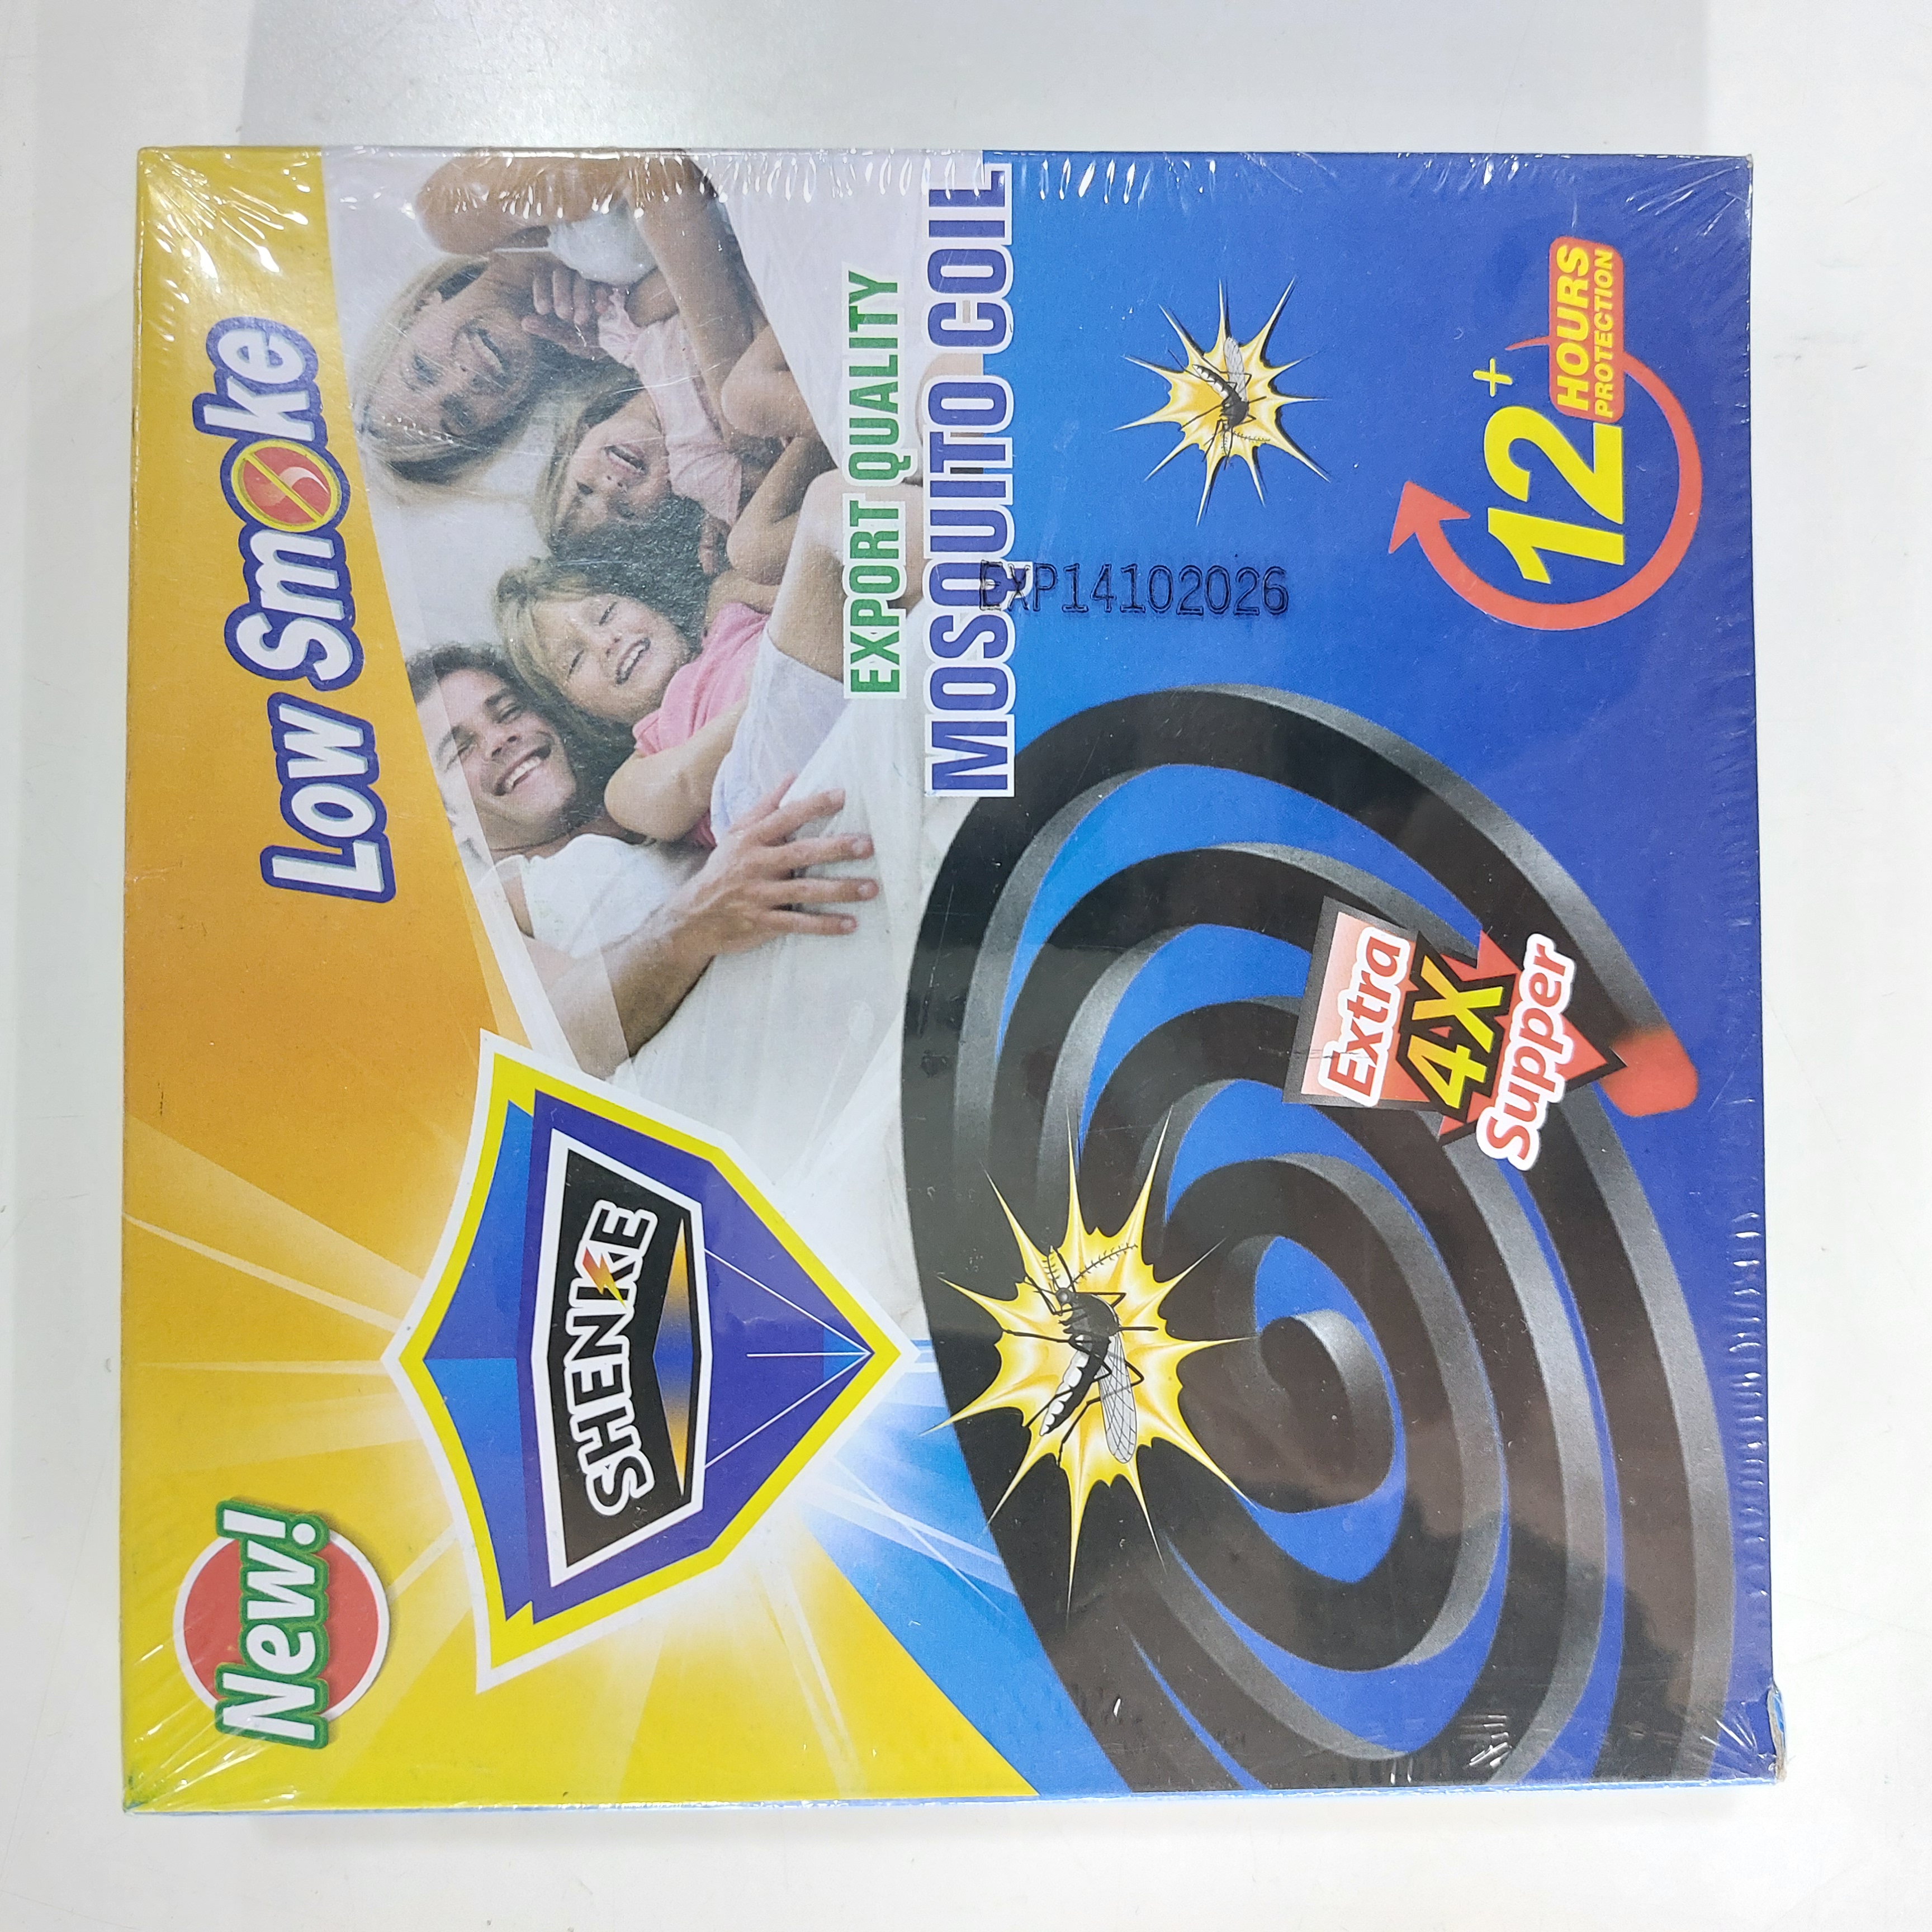 New!
Low Smoke
SHENKE
EXPORT QUALITY
MOSQUITO COIL
EXP14102026
Extra
4X
Supper
12+
HOURS
PROTECTION